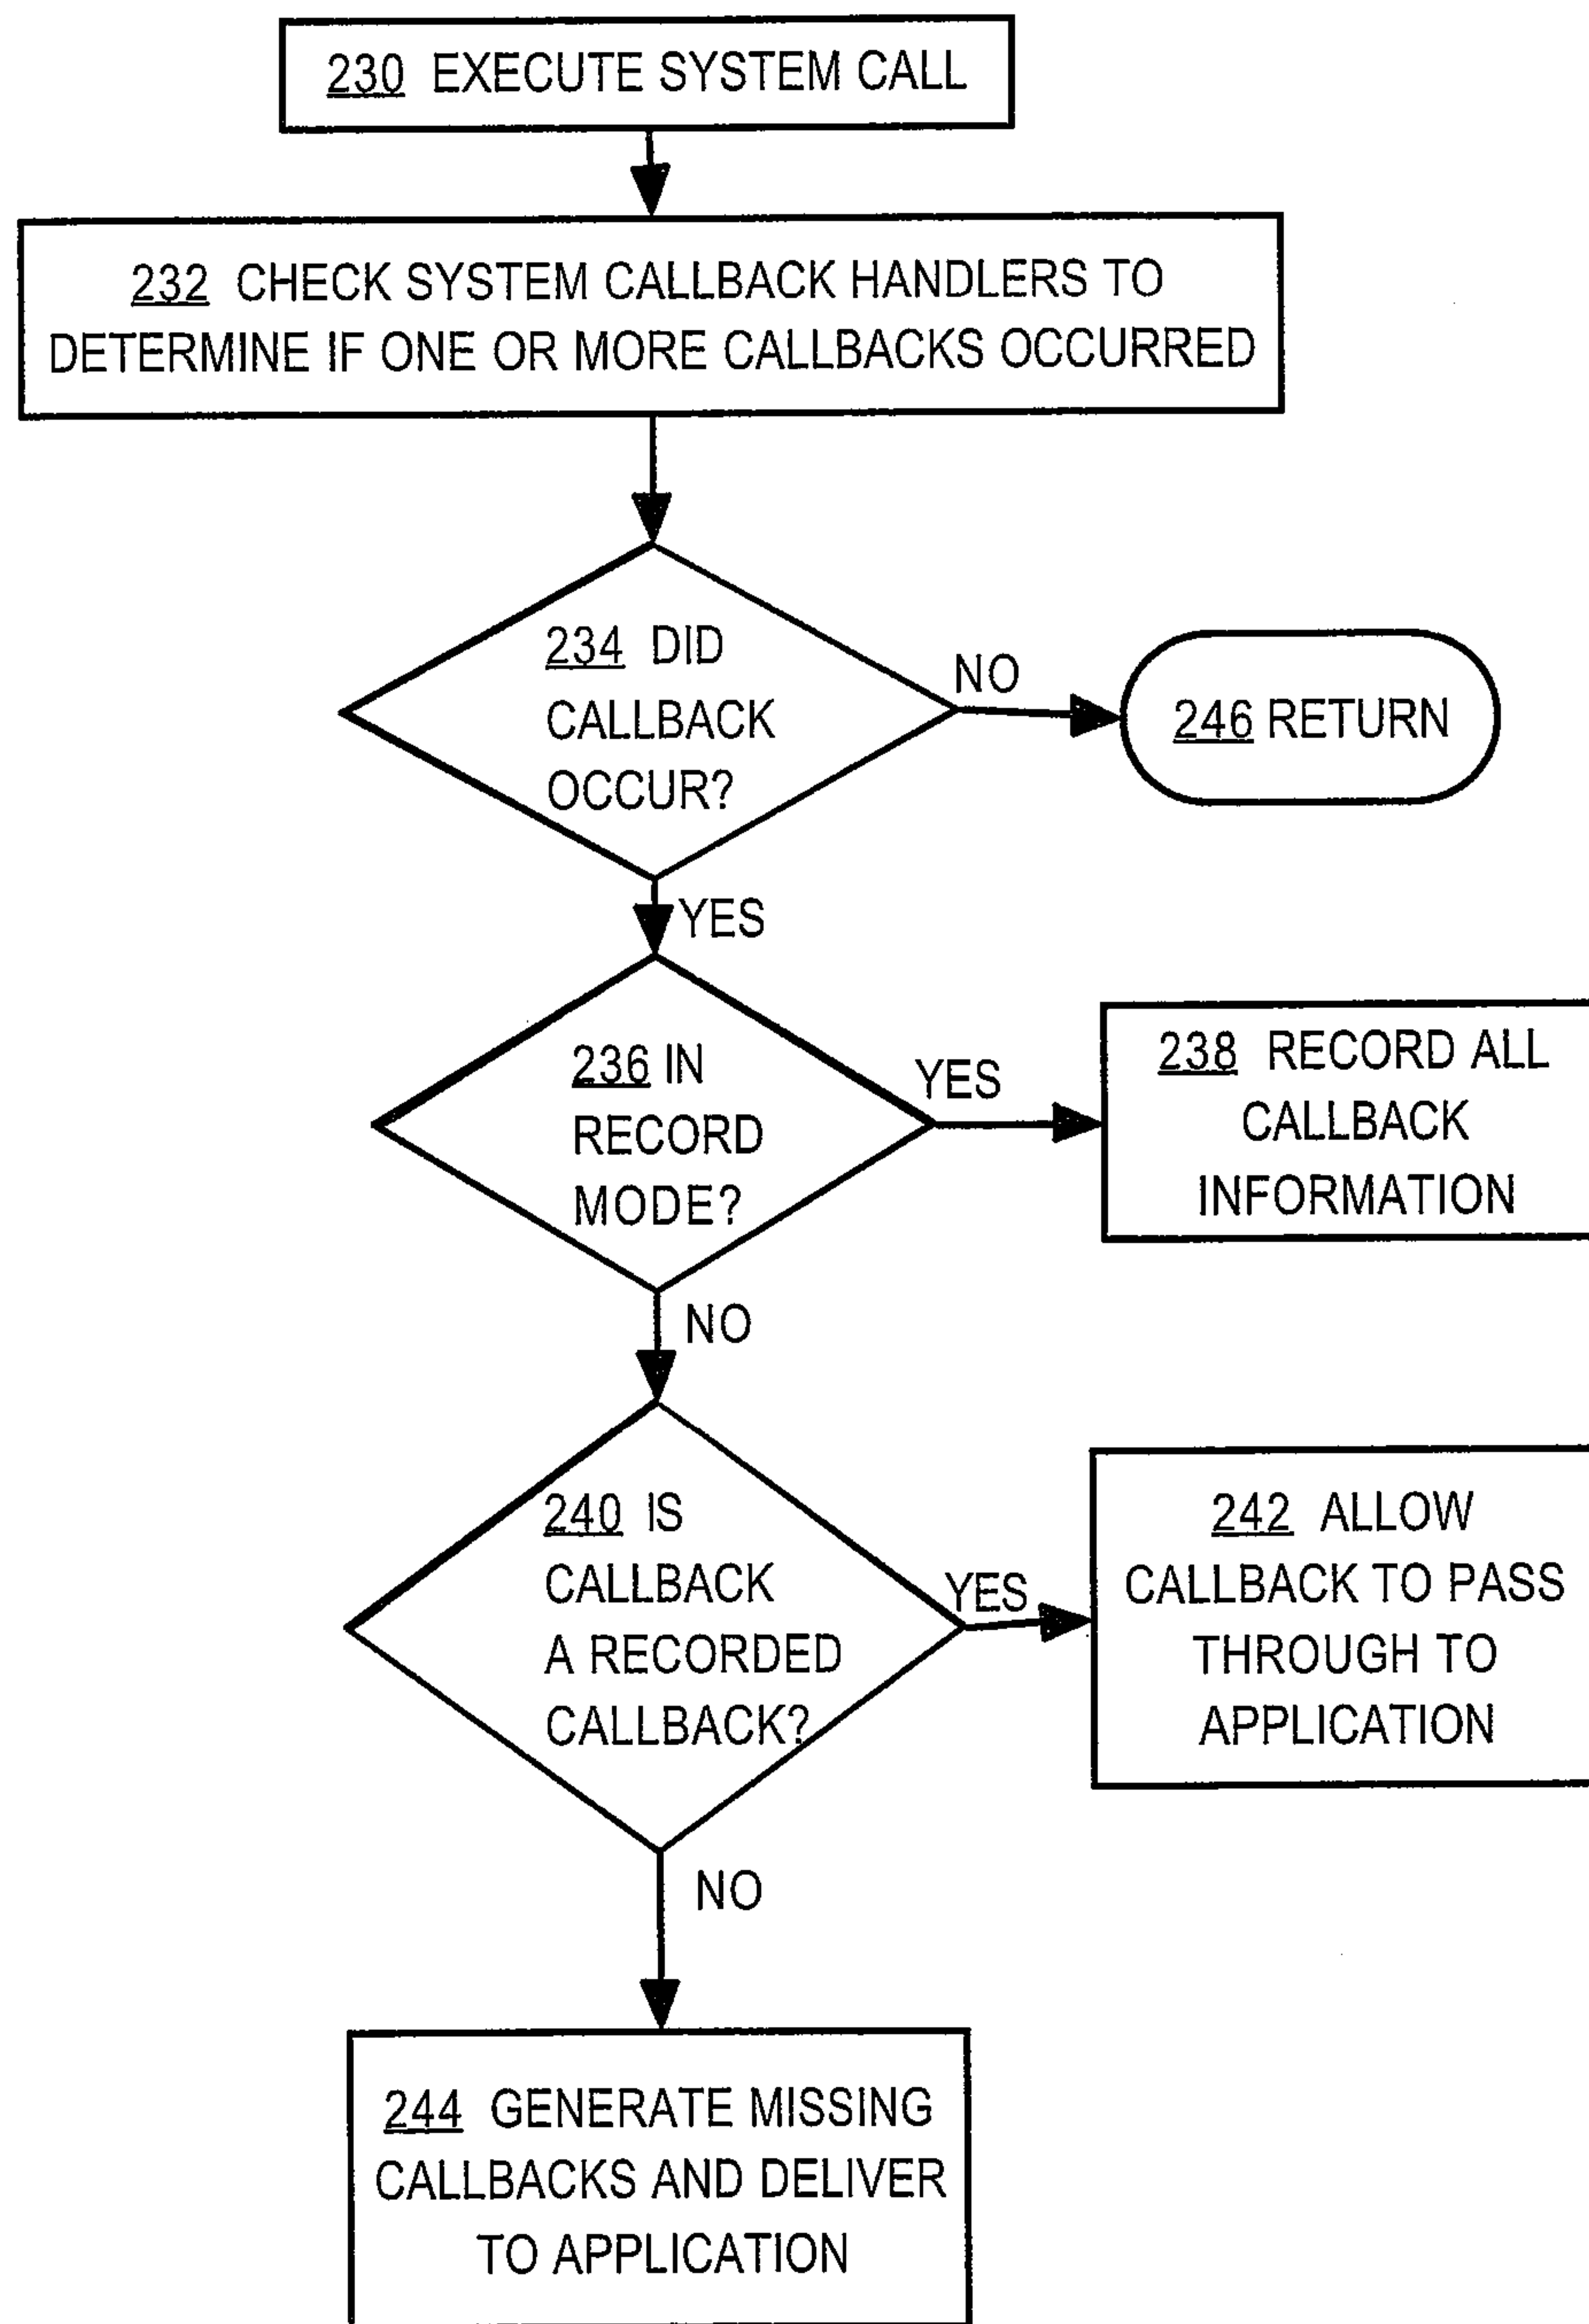 230 EXECUTE SYSTEM CALL
232 CHECK SYSTEM CALLBACK HANDLERS TO
DETERMINE IF ONE OR MORE CALLBACKS OCCURRED
234 DID
CALLBACK
OCCUR?
NO
246 RETURN
YES
236 IN
RECORD
MODE?
YES
238 RECORD ALL
CALLBACK
INFORMATION
NO
240 IS
CALLBACK
A RECORDED
CALLBACK?
YES
242 ALLOW
CALLBACK TO PASS
THROUGH TO
APPLICATION
NO
244 GENERATE MISSING
CALLBACKS AND DELIVER
TO APPLICATION